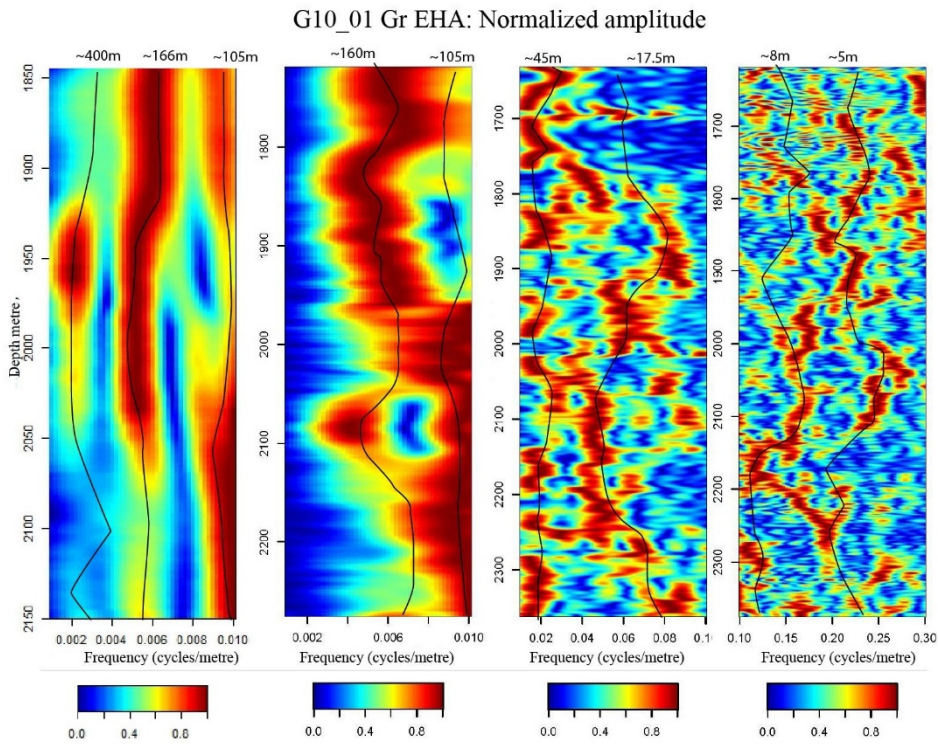 G10_01 Gr EHA: Normalized amplitude
~400m ~166m ~105m
~160m ~105m
~45m ~17.5m
~8m ~5m
Depth metre,
1850
1900
1950
2000
2050
2100
2150
1800
1900
2000
2100
2200
1700
1800
1900
2000
2100
2200
2300
1700
1800
1900
2000
2100
2200
2300
0.002 0.004 0.006 0.008 0.010
0.002 0.006 0.010
0.02 0.04 0.06 0.08 0.1
0.10 0.15 0.20 0.25 0.30
Frequency (cycles/metre)
Frequency (cycles/metre)
Frequency (cycles/metre)
Frequency (cycles/metre)
0.0 0.4 0.8
0.0 0.4 0.8
0.0 0.4 0.8
0.0 0.4 0.8